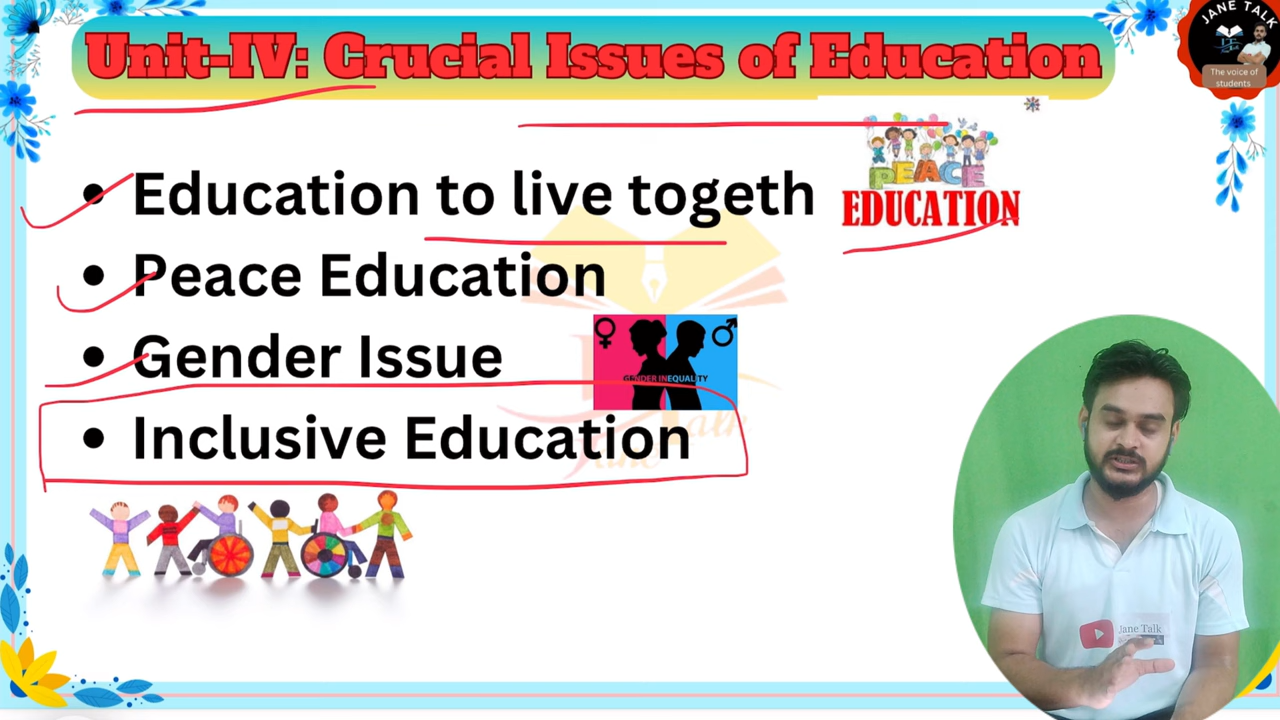 Unit-IV: Crucial Issues of Education
JANE TALK
The voice of
students
• Education to live togeth
PEACE
EDUCATION
• Peace Education
• Gender Issue
GENDER INEQUALITY
• Inclusive Education
Jane Talk